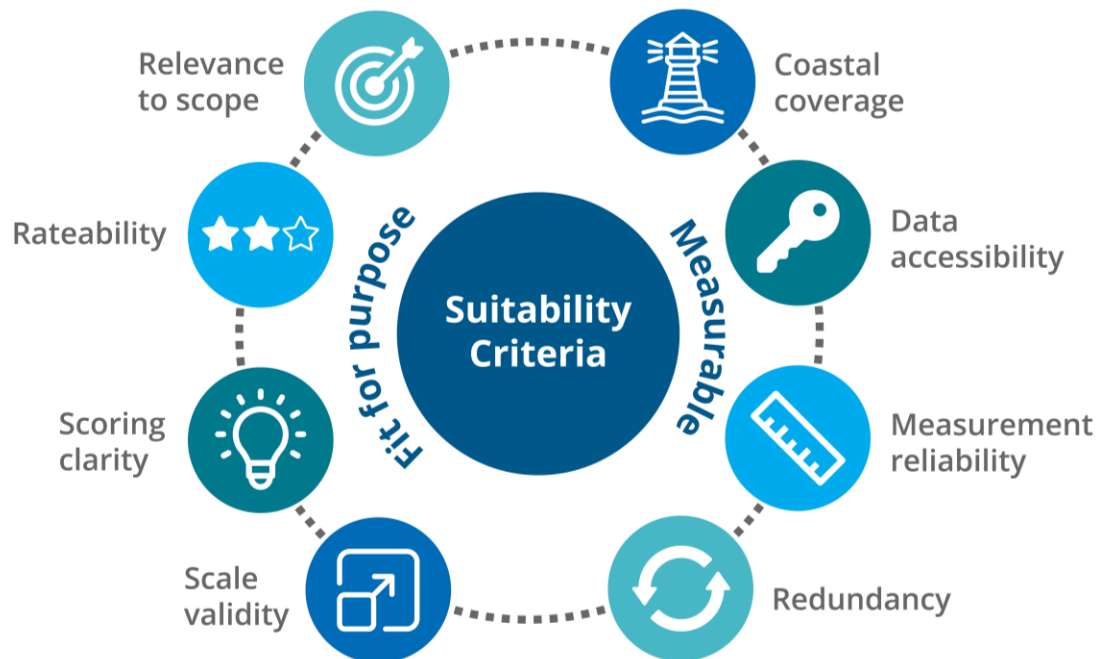 Relevance
to scope
Coastal
coverage
Rateability
Data
accessibility
Fit for purpose
Suitability
Criteria
Measurable
Scoring
clarity
Measurement
reliability
Scale
validity
Redundancy